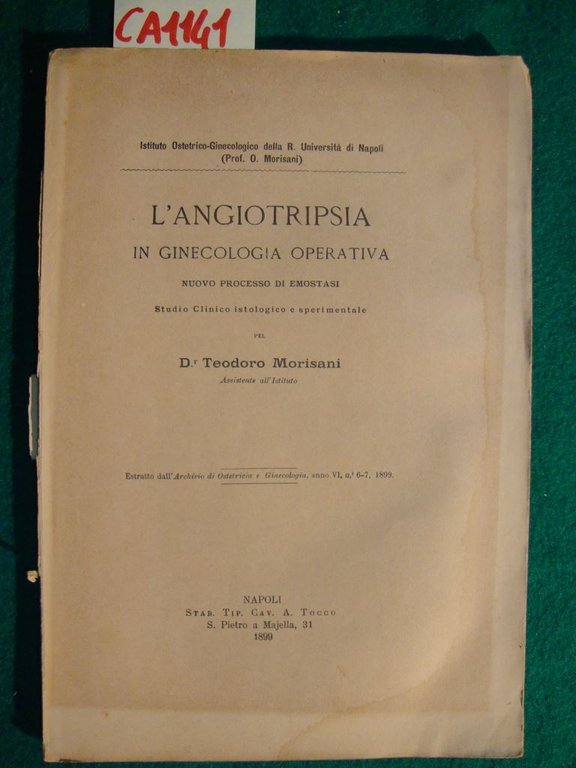 CA1141
Istituto Ostetrico-Ginecologico della R. Università di Napoli
(Prof. O. Morisani)
L'ANGIOTRIPSIA
IN GINECOLOGIA OPERATIVA
NUOVO PROCESSO DI EMOSTASI
Studio Clinico istologico e sperimentale
PEL
D.r Teodoro Morisani
Assistente all'Istituto
Estratto dall'Archivio di Ostetricia e Ginecologia, anno VI, n.i 6-7, 1899.
NAPOLI
STAB. TIP. CAV. A. TOCCO
S. Pietro a Majella, 31
1899